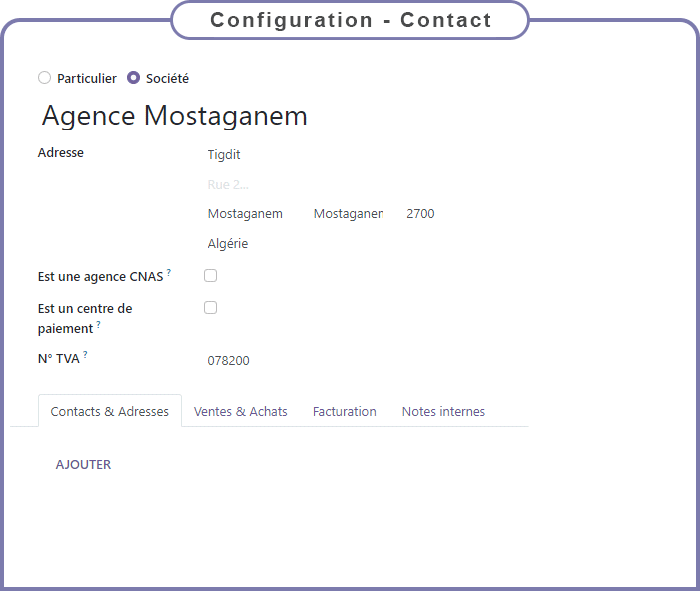 Configuration - Contact
Particulier Société
Agence Mostaganem
Adresse Tigdit
Rue 2...
Mostaganem Mostaganer 2700
Algérie
Est une agence CNAS ?
Est un centre de
paiement ?
N° TVA ? 078200
Contacts & Adresses Ventes & Achats Facturation Notes internes
AJOUTER